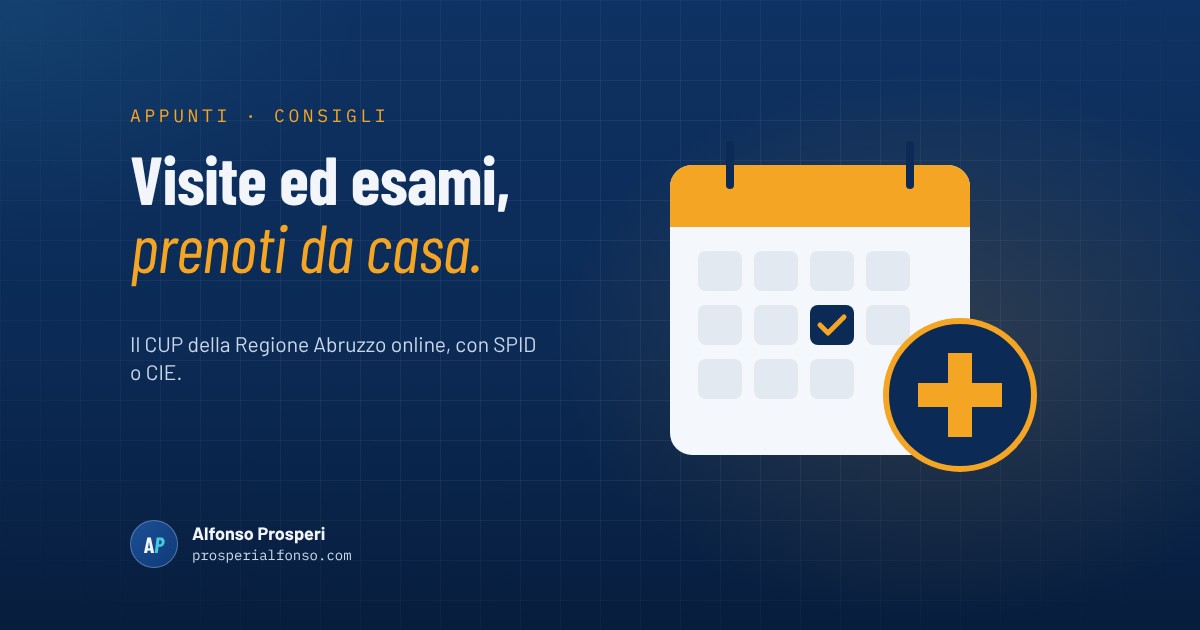 APPUNTI · CONSIGLI
Visite ed esami,
prenoti da casa.
Il CUP della Regione Abruzzo online, con SPID
o CIE.
AP
Alfonso Prosperi
prosperialfonso.com